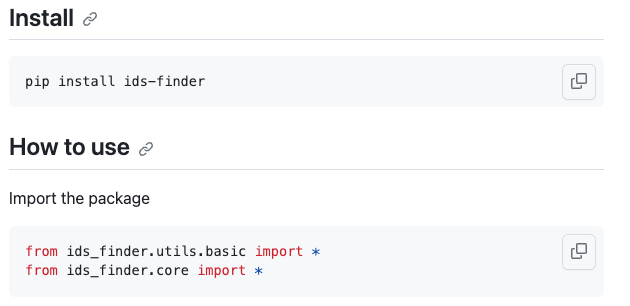 Install
pip install ids-finder
How to use
Import the package
from ids_finder.utils.basic import *
from ids_finder.core import *